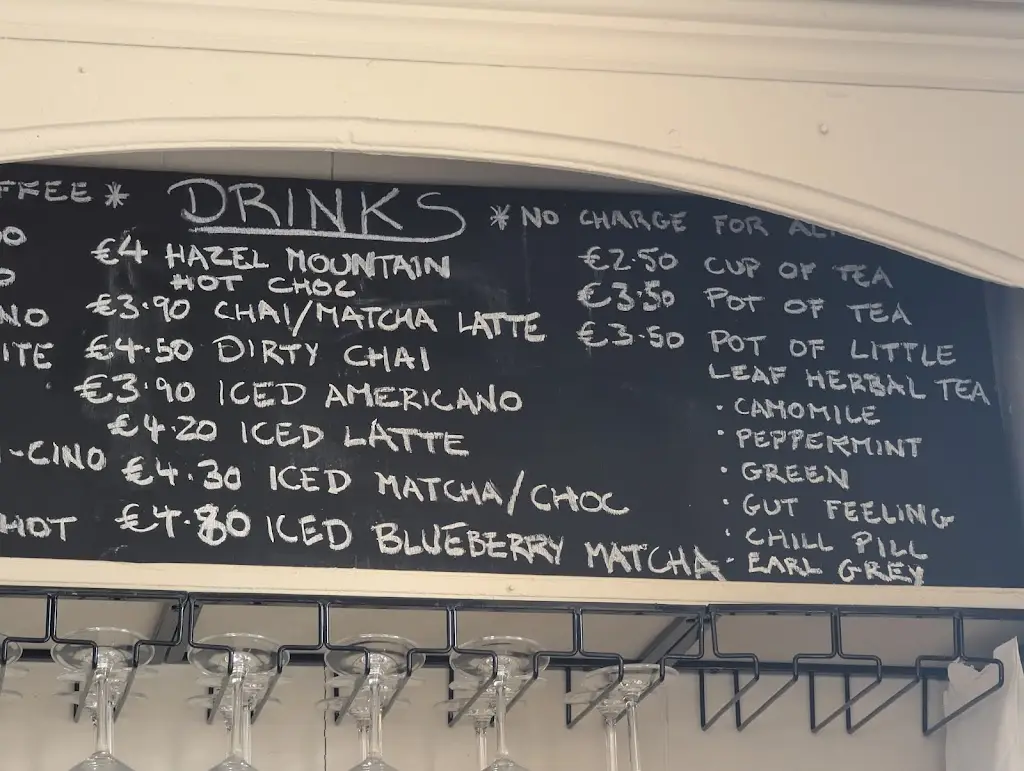 FFEE *
NO
ITE
-CINO
HOT
DRINKS
€4 HAZEL MOUNTAIN
HOT CHOC
€3.90 CHAI/MATCHA LATTE
€4.50 DIRTY CHAI
€3.90 ICED AMERICANO
€4.20 ICED LATTE
€4.30 ICED MATCHA/CHOC
ICED BLUEBERRY MATCHA
* NO CHARGE FOR
€2.50 CUP OF TEA
€3.50 POT OF TEA
€3.50 POT OF LITTLE
LEAF HERBAL TEA
· CAMOMILE
· PEPPERMINT
· GREEN
· GUT FEELING
· CHILL PILL
· EARL GREY